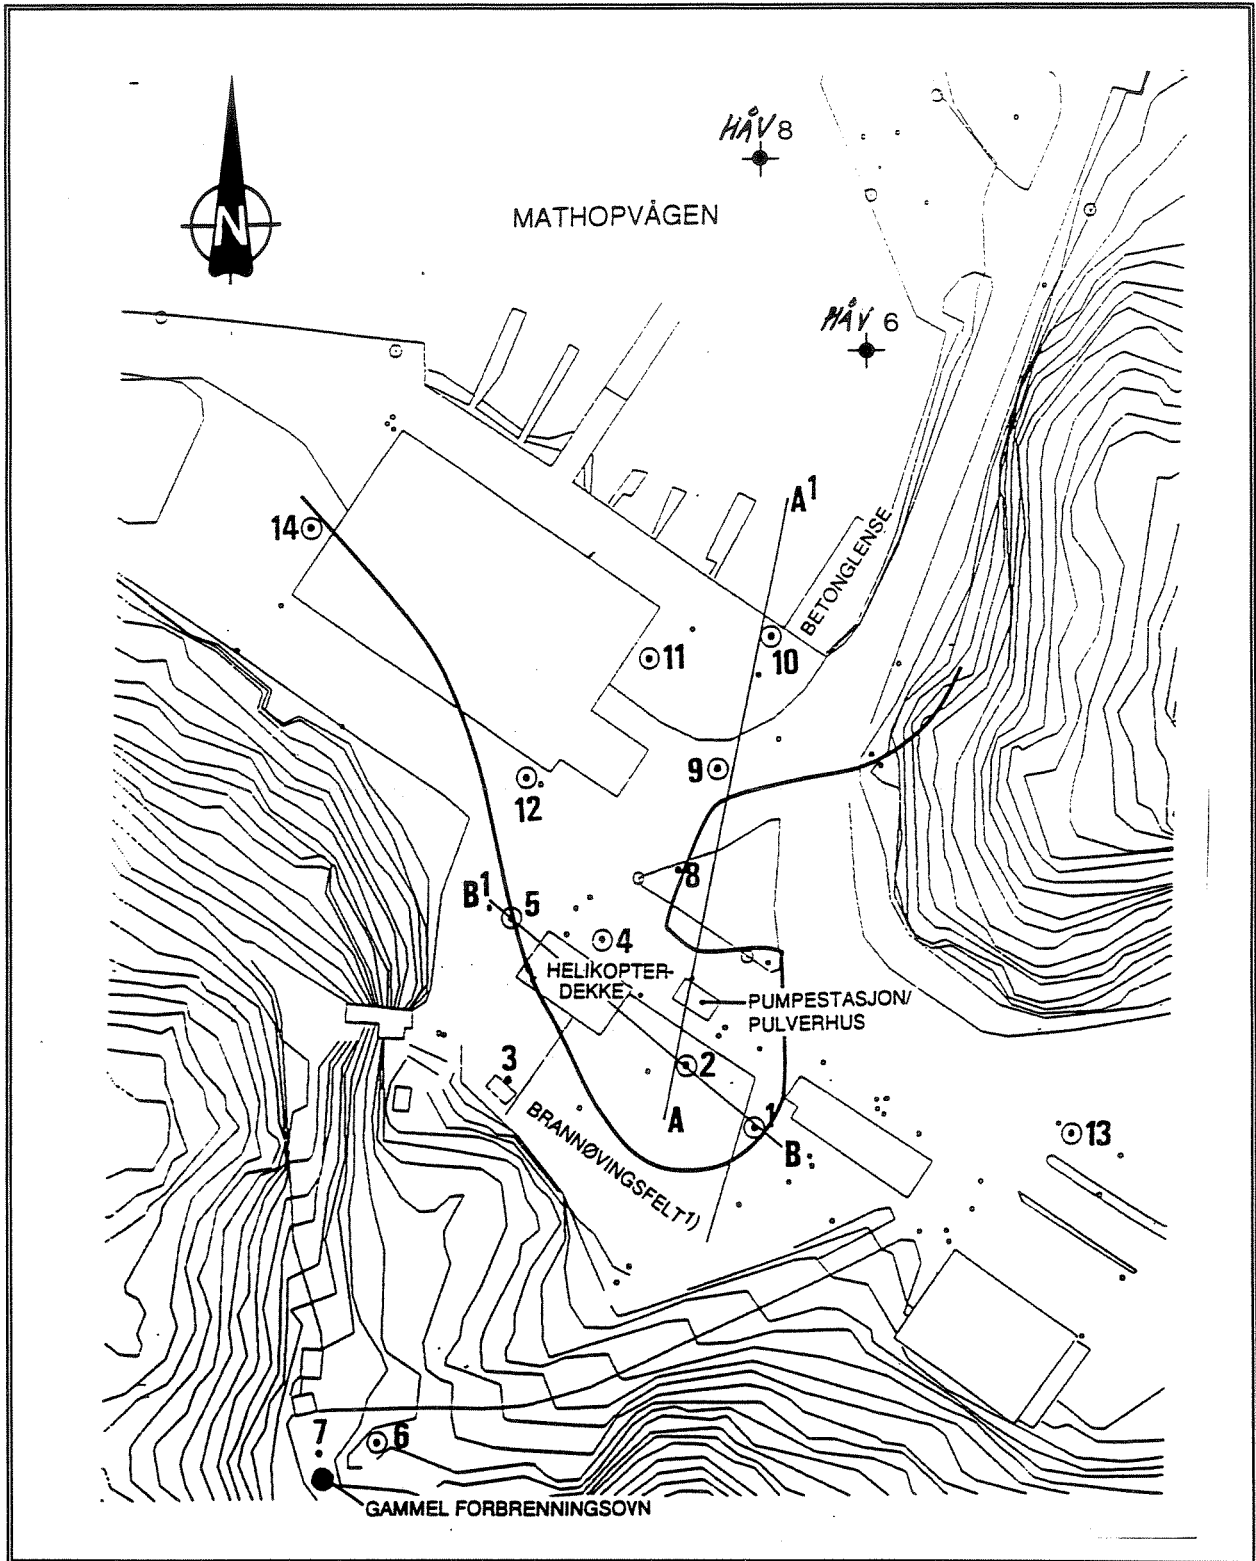 HÅV 8
N
MATHOPVÅGEN
HÅV 6
A1
14
BETONGLENSE
11
10
9
12
8
B1
5
4
HELIKOPTER-
DEKKE
PUMPESTASJON/
PULVERHUS
3
2
A
1
B
13
BRANNØVINGSFELT1)
7
6
GAMMEL FORBRENNINGSOVN